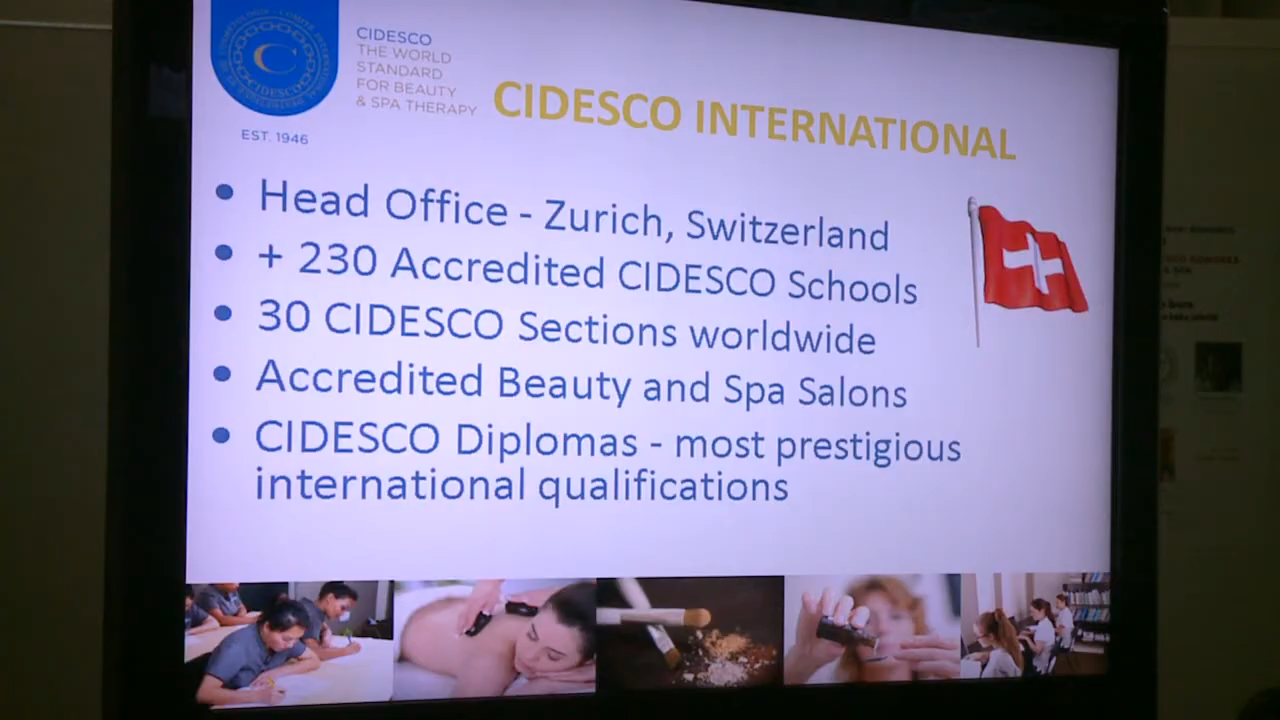 CIDESCO
THE WORLD
STANDARD
FOR BEAUTY
& SPA THERAPY
EST. 1946
CIDESCO INTERNATIONAL
• Head Office - Zurich, Switzerland
• + 230 Accredited CIDESCO Schools
• 30 CIDESCO Sections worldwide
• Accredited Beauty and Spa Salons
• CIDESCO Diplomas - most prestigious
international qualifications